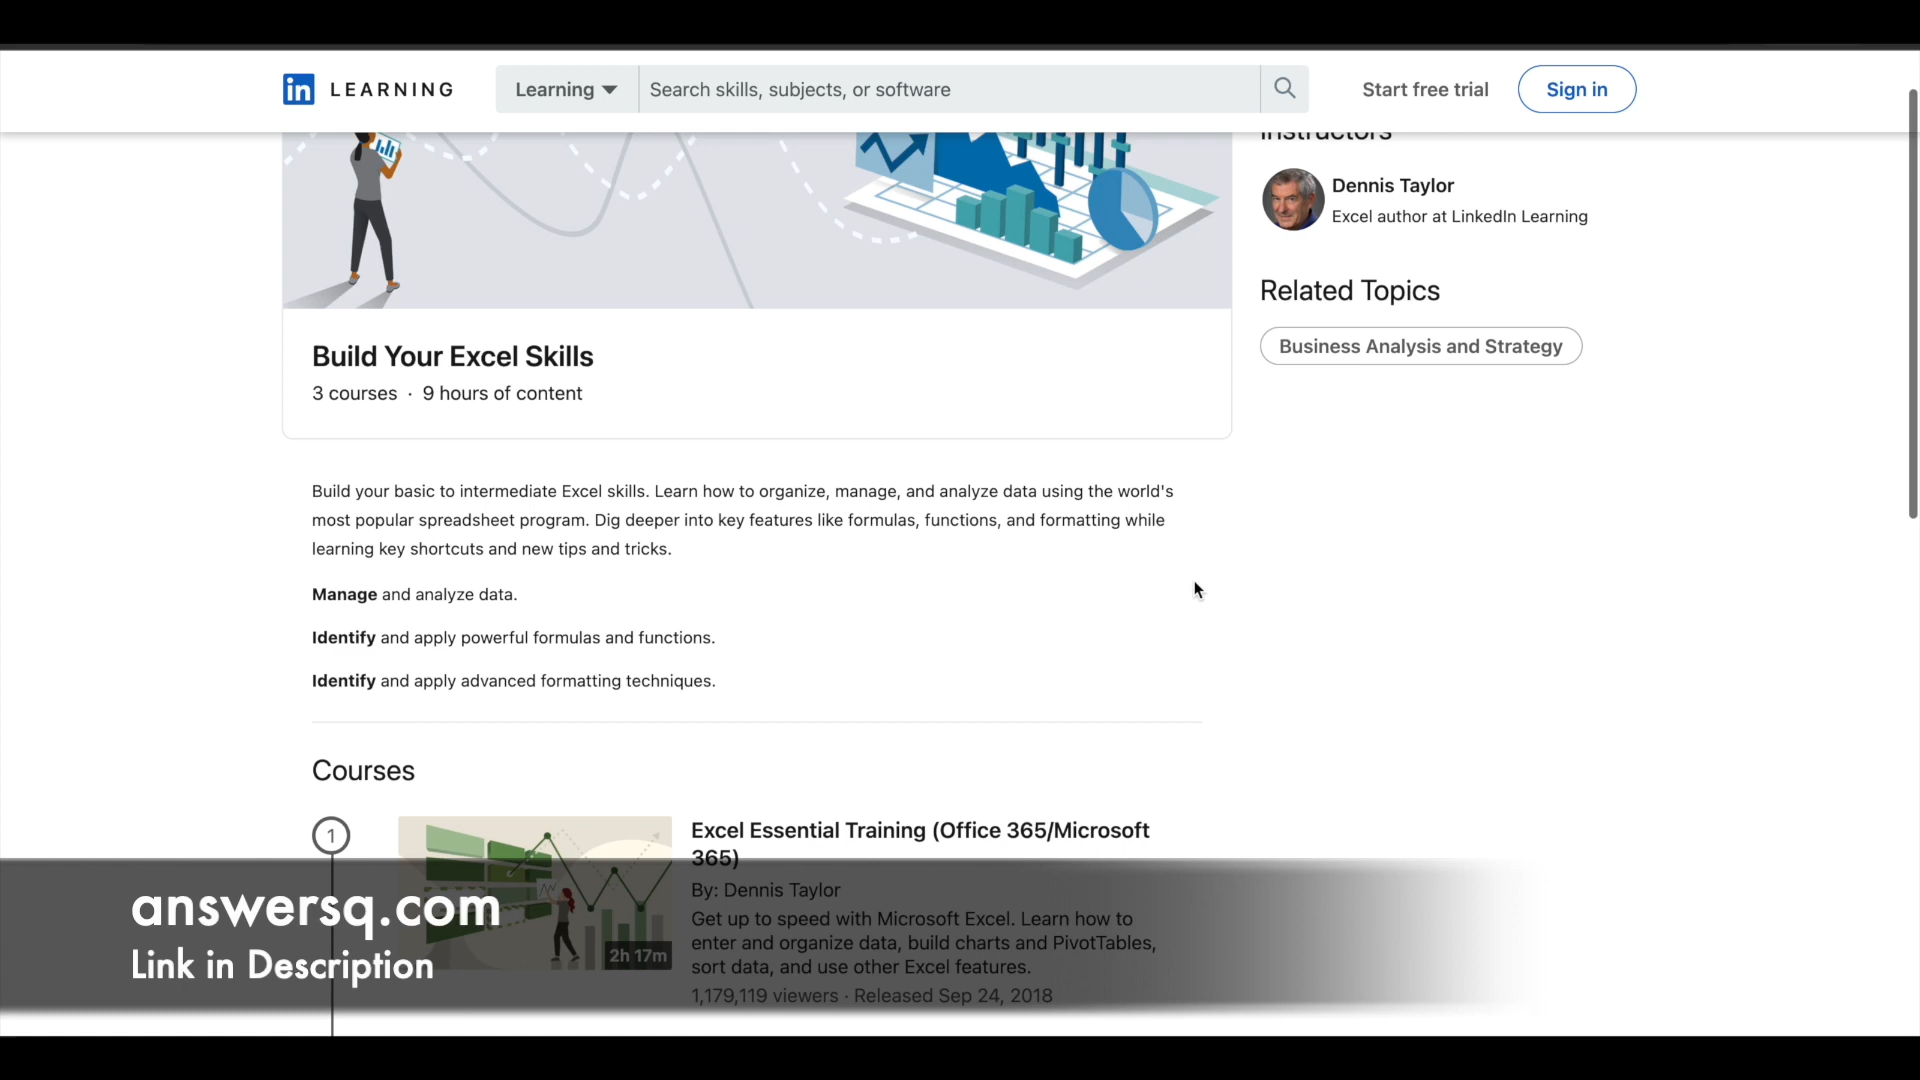 in LEARNING
Learning
Search skills, subjects, or software
Start free trial
Sign in
Instructors
Dennis Taylor
Excel author at LinkedIn Learning
Related Topics
Business Analysis and Strategy
Build Your Excel Skills
3 courses · 9 hours of content
Build your basic to intermediate Excel skills. Learn how to organize, manage, and analyze data using the world's
most popular spreadsheet program. Dig deeper into key features like formulas, functions, and formatting while
learning key shortcuts and new tips and tricks.
Manage and analyze data.
Identify and apply powerful formulas and functions.
Identify and apply advanced formatting techniques.
Courses
1
2h 17m
Excel Essential Training (Office 365/Microsoft
365)
By: Dennis Taylor
Get up to speed with Microsoft Excel. Learn how to
enter and organize data, build charts and PivotTables,
sort data, and use other Excel features.
1,179,119 viewers · Released Sep 24, 2018
answersq.com
Link in Description